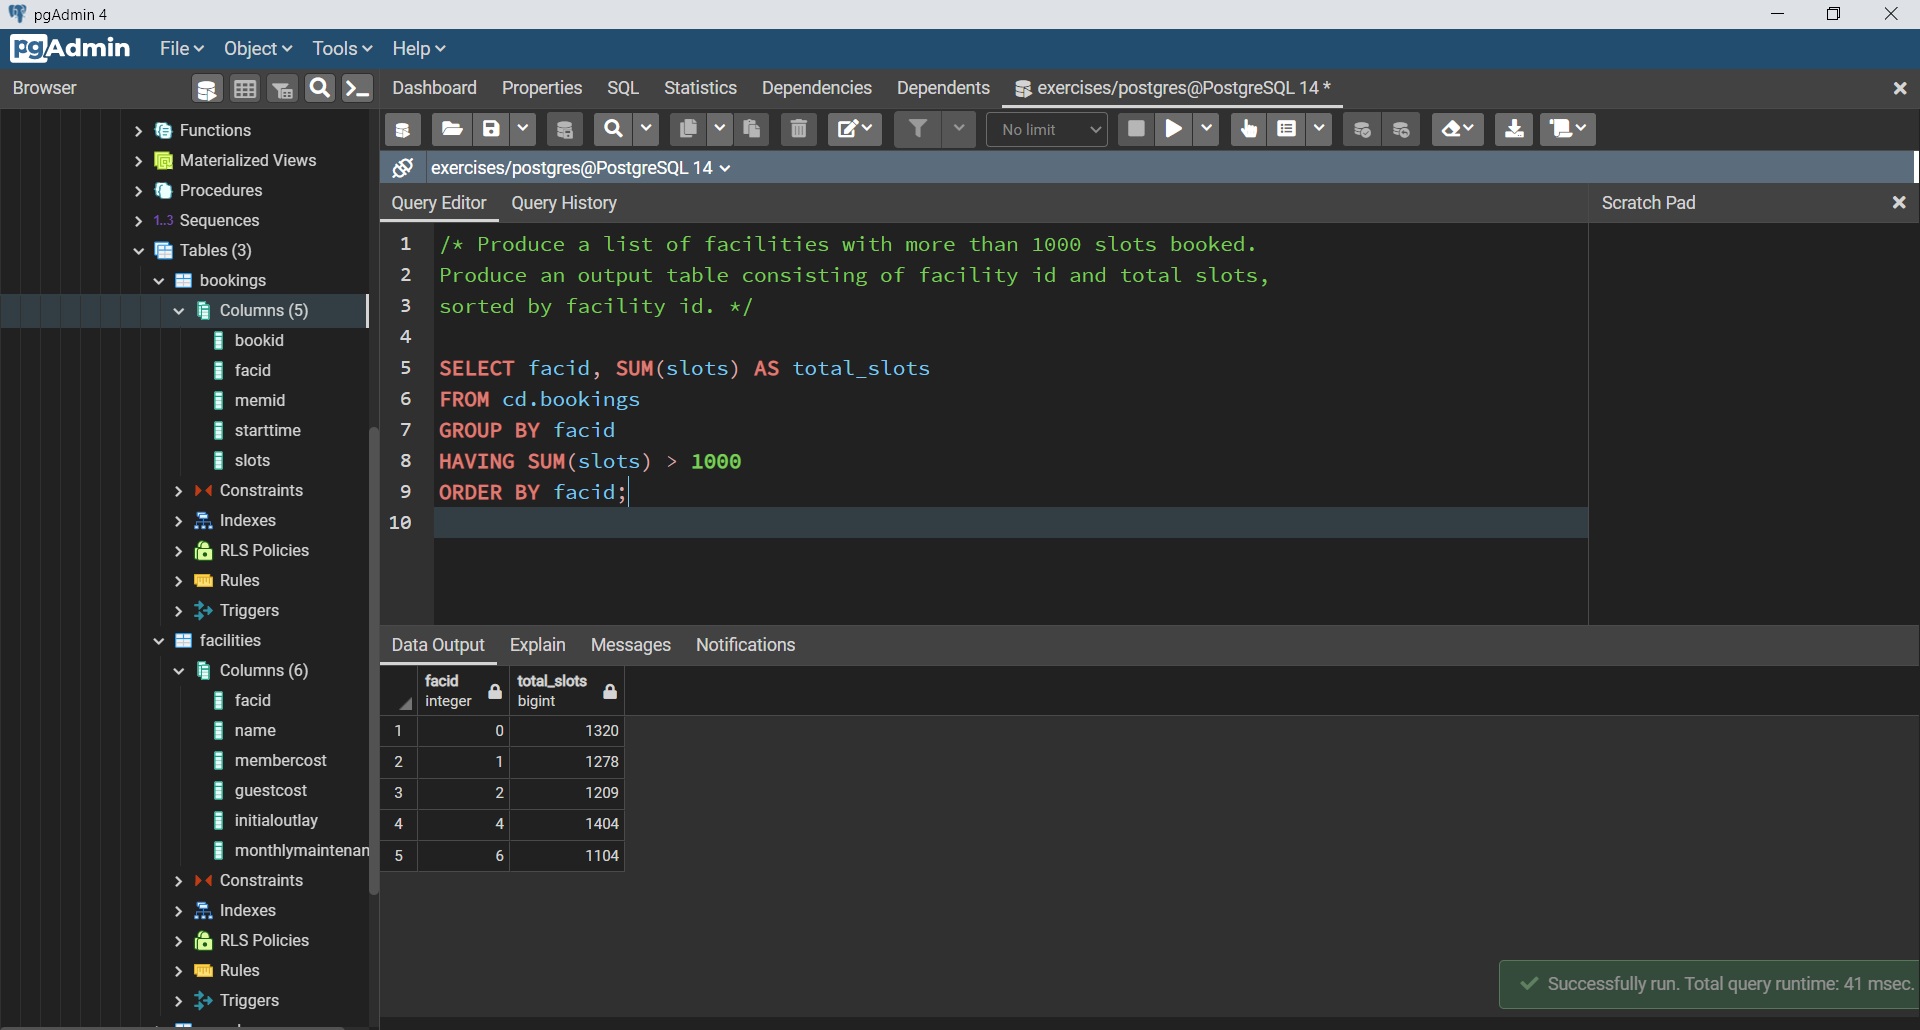 pgAdmin 4
pgAdmin File Object Tools Help
Browser
Dashboard Properties SQL Statistics Dependencies Dependents exercises/postgres@PostgreSQL 14 *
No limit
exercises/postgres@PostgreSQL 14
Query Editor Query History
Scratch Pad
Functions
Materialized Views
Procedures
1..3 Sequences
Tables (3)
bookings
Columns (5)
bookid
facid
memid
starttime
slots
Constraints
Indexes
RLS Policies
Rules
Triggers
facilities
Columns (6)
facid
name
membercost
guestcost
initialoutlay
monthlymaintenan
Constraints
Indexes
RLS Policies
Rules
Triggers
1 /* Produce a list of facilities with more than 1000 slots booked.
2 Produce an output table consisting of facility id and total slots,
3 sorted by facility id. */
4
5 SELECT facid, SUM(slots) AS total_slots
6 FROM cd.bookings
7 GROUP BY facid
8 HAVING SUM(slots) > 1000
9 ORDER BY facid;
10
Data Output Explain Messages Notifications
facid total_slots
integer bigint
1 0 1320
2 1 1278
3 2 1209
4 4 1404
5 6 1104
Successfully run. Total query runtime: 41 msec.